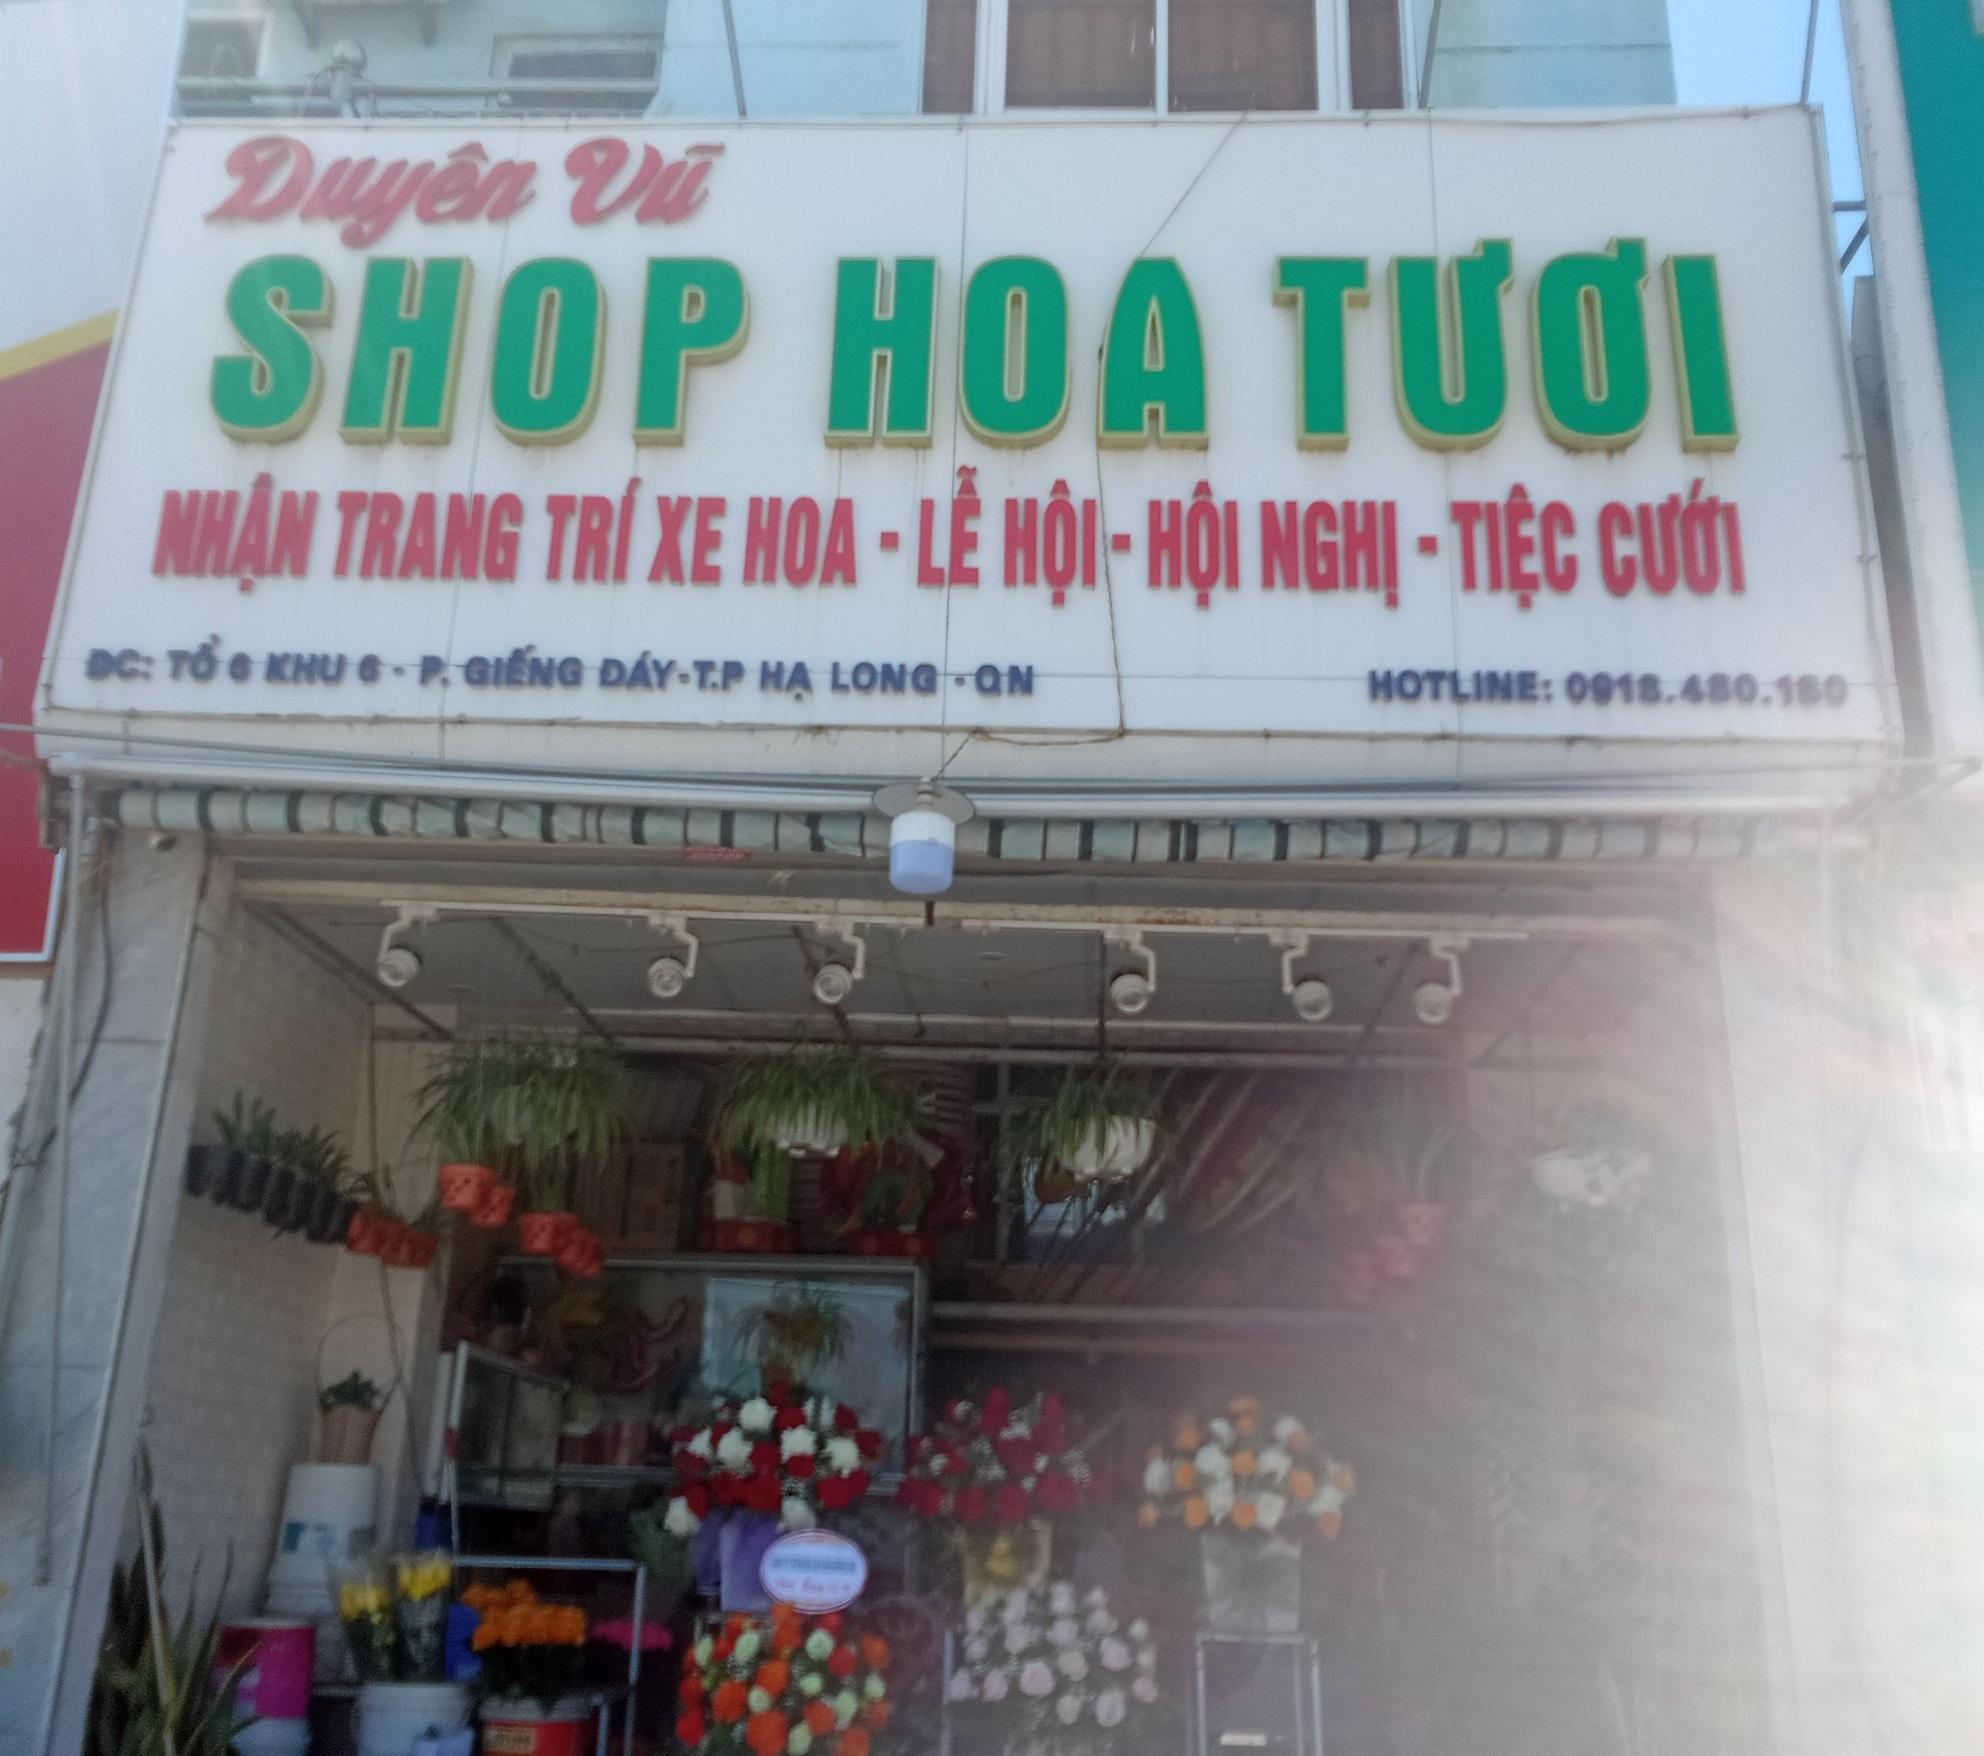 Duyên Vũ
SHOP HOA TƯƠI
NHẬN TRANG TRÍ XE HOA - LỄ HỘI - HỘI NGHỊ - TIỆC CƯỚI
ĐC: TỔ 6 KHU 6 - P. GIẾNG ĐÁY-T.P HẠ LONG - QN
HOTLINE: 0918.480.180